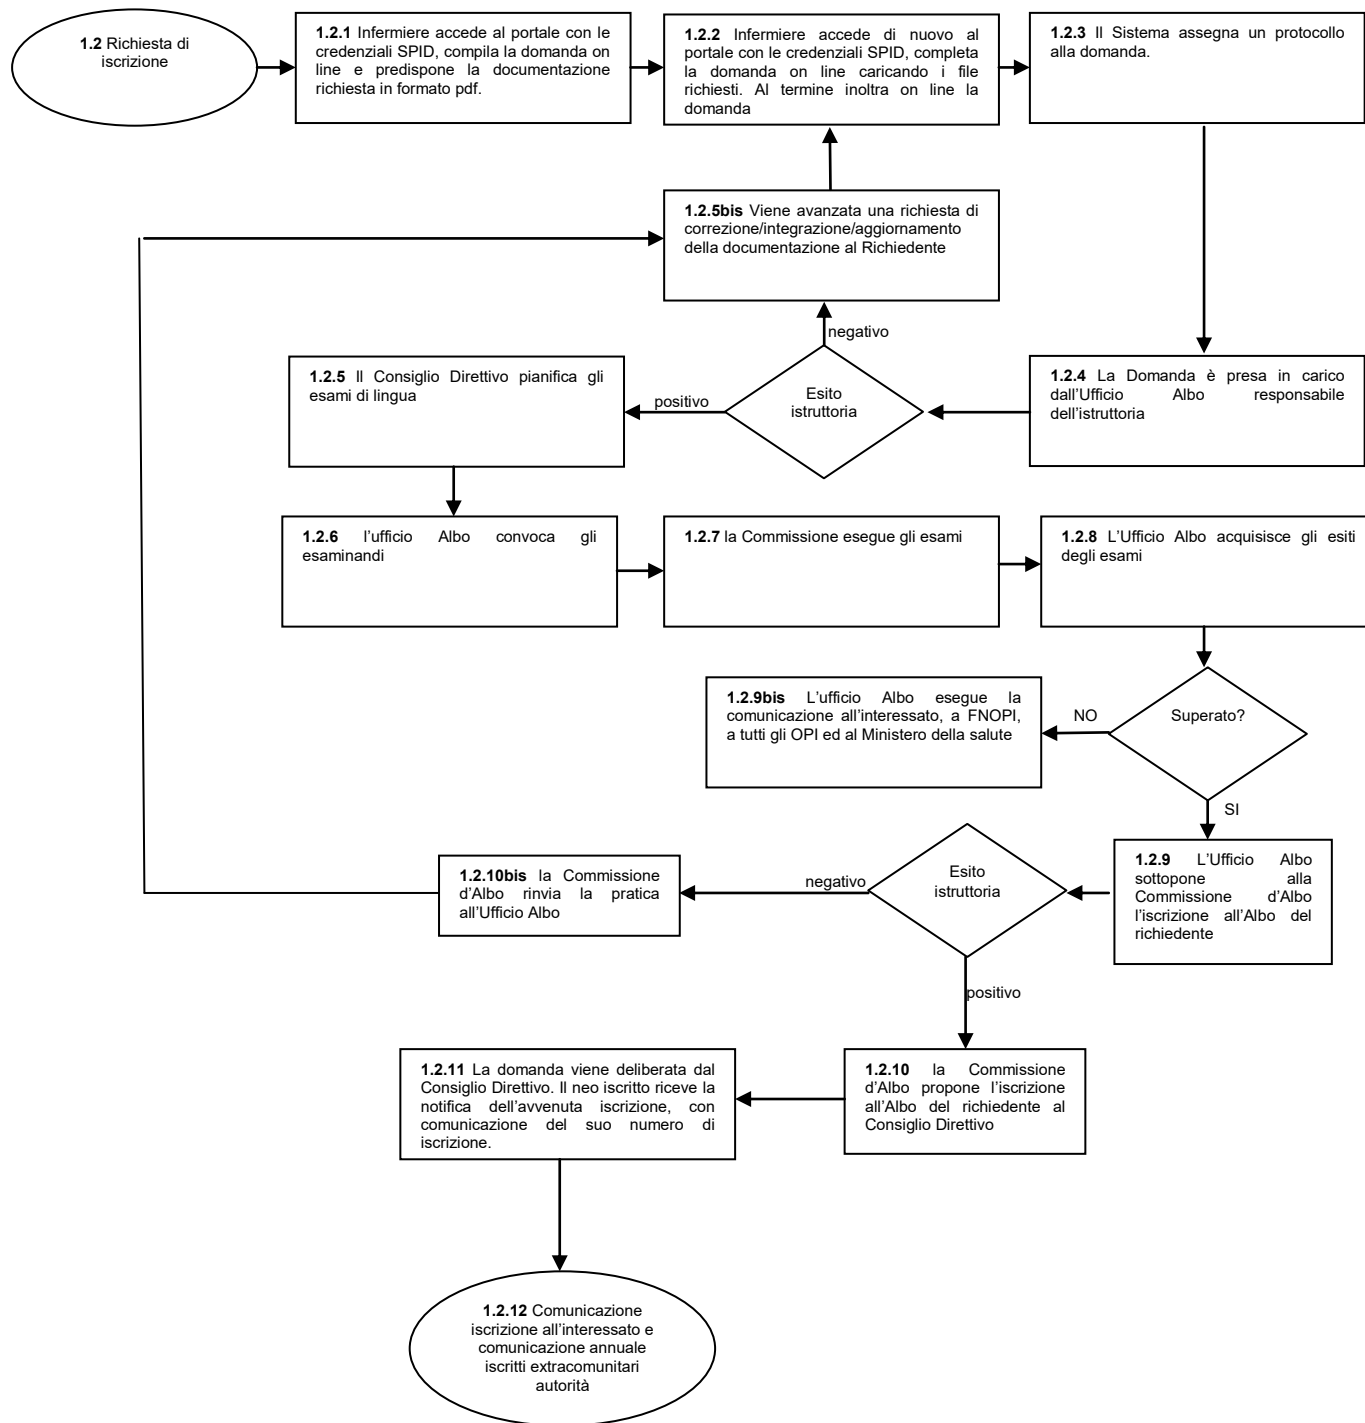 1.2 Richiesta di
iscrizione
1.2.1 Infermiere accede al portale con le
credenziali SPID, compila la domanda on
line e predispone la documentazione
richiesta in formato pdf.
1.2.2 Infermiere accede di nuovo al
portale con le credenziali SPID, completa
la domanda on line caricando i file
richiesti. Al termine inoltra on line la
domanda
1.2.3 Il Sistema assegna un protocollo
alla domanda.
1.2.5bis Viene avanzata una richiesta di
correzione/integrazione/aggiornamento
della documentazione al Richiedente
negativo
1.2.5 Il Consiglio Direttivo pianifica gli
esami di lingua
positivo
Esito
istruttoria
1.2.4 La Domanda è presa in carico
dall'Ufficio Albo responsabile
dell'istruttoria
1.2.6 l'ufficio Albo convoca gli
esaminandi
1.2.7 la Commissione esegue gli esami
1.2.8 L'Ufficio Albo acquisisce gli esiti
degli esami
1.2.9bis L'ufficio Albo esegue la
comunicazione all'interessato, a FNOPI,
a tutti gli OPI ed al Ministero della salute
NO
Superato?
SI
1.2.10bis la Commissione
d'Albo rinvia la pratica
all'Ufficio Albo
negativo
Esito
istruttoria
1.2.9 L'Ufficio Albo
sottopone alla
Commissione d'Albo
l'iscrizione all'Albo del
richiedente
positivo
1.2.11 La domanda viene deliberata dal
Consiglio Direttivo. Il neo iscritto riceve la
notifica dell'avvenuta iscrizione, con
comunicazione del suo numero di
iscrizione.
1.2.10 la Commissione
d'Albo propone l'iscrizione
all'Albo del richiedente al
Consiglio Direttivo
1.2.12 Comunicazione
iscrizione all'interessato e
comunicazione annuale
iscritti extracomunitari
autorità